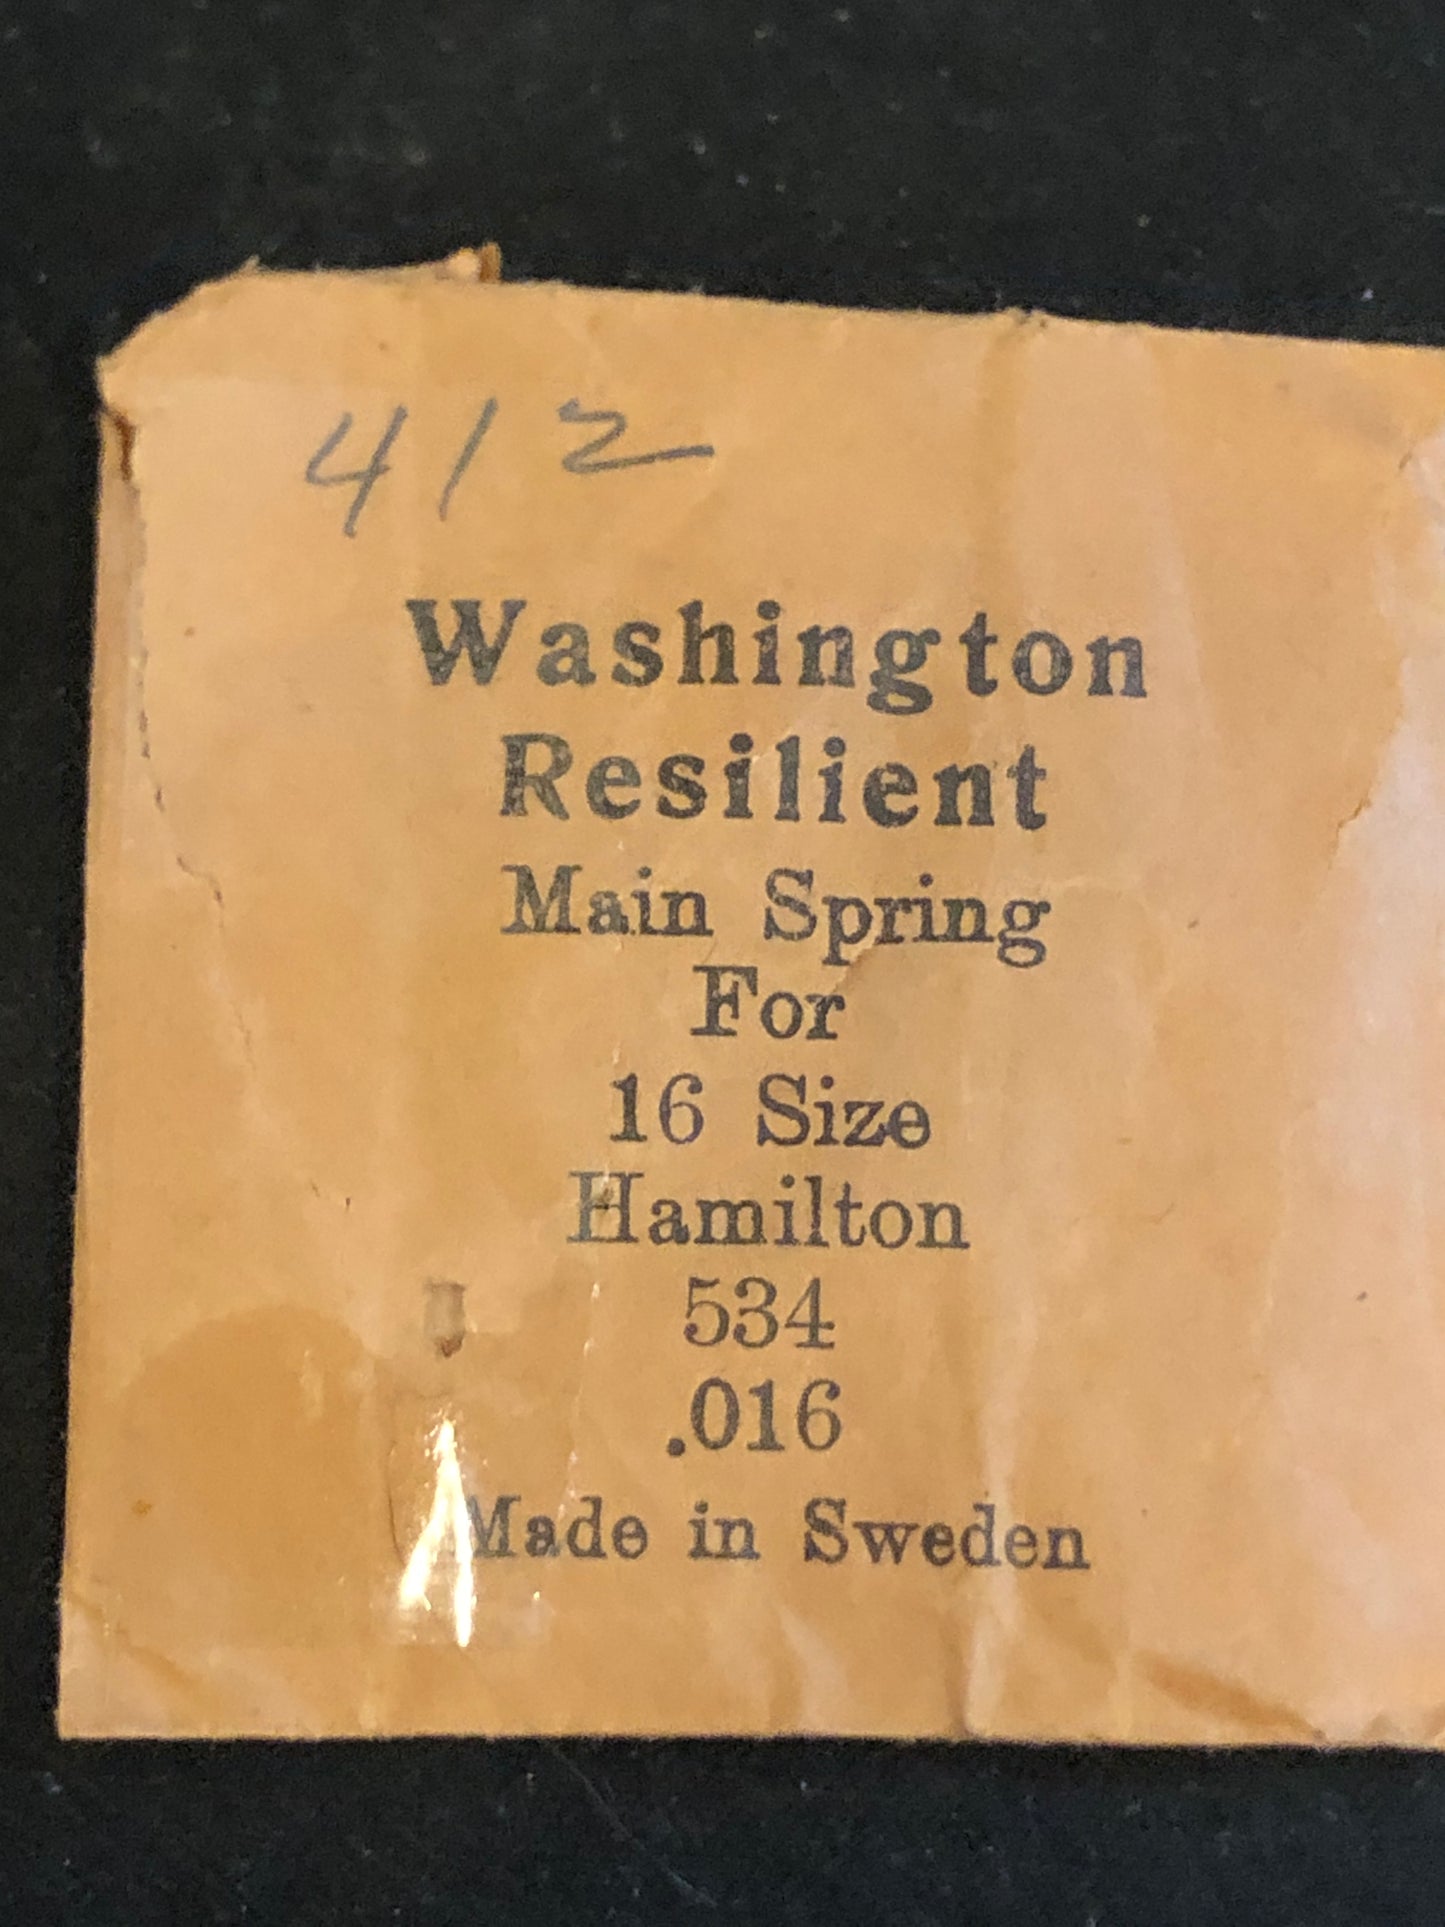 412
Washington
Resilient
Main Spring
For
16 Size
Hamilton
534
.016
Made in Sweden